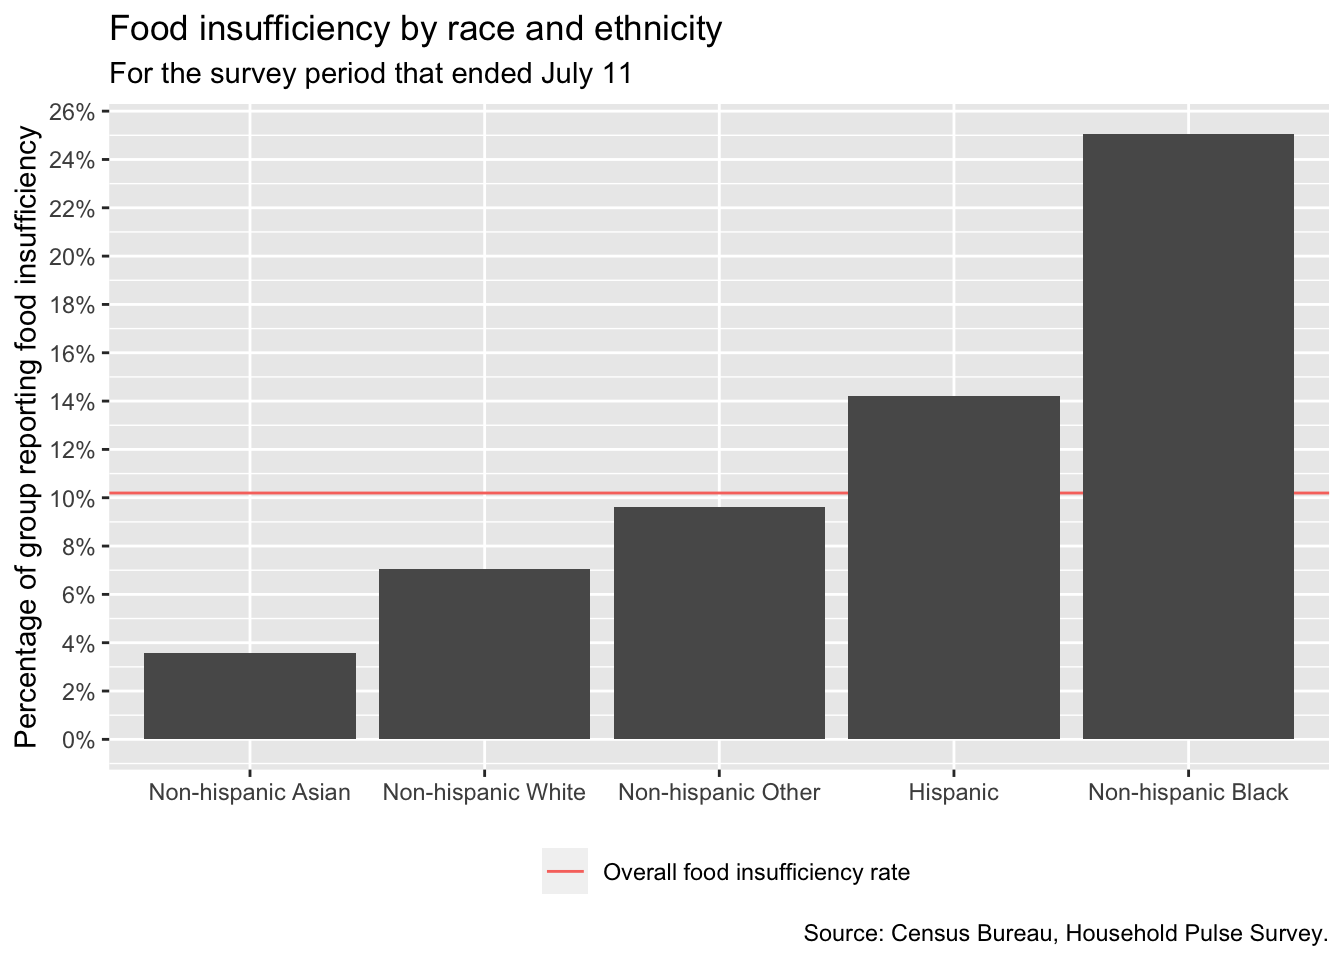 Food insufficiency by race and ethnicity
For the survey period that ended July 11
Percentage of group reporting food insufficiency
26%
24%
22%
20%
18%
16%
14%
12%
10%
8%
6%
4%
2%
0%
Non-hispanic Asian
Non-hispanic White
Non-hispanic Other
Hispanic
Non-hispanic Black
Overall food insufficiency rate
Source: Census Bureau, Household Pulse Survey.